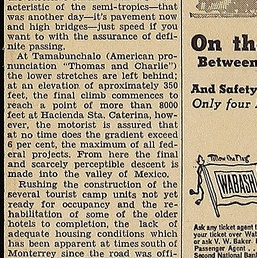 acteristic of the semi-tropics—that
was another day—it's pavement now
and high bridges—just speed if you
want to with the assurance of defi-
nite passing.
At Tamabunchalo (American pro-
nunciation "Thomas and Charlie")
the lower stretches are left behind;
at an elevation of aproximately 350
feet, the final climb commences to
reach a point of more than 8000
feet at Hacienda Sta. Caterina, how-
ever, the motorist is assured that
at no time does the gradient exceed
6 per cent, the maximum of all fed-
eral projects. From here the final
and scarcely perceptible descent is
made into the valley of Mexico.
Rushing the construction of the
several tourist camp units not yet
ready for occupancy and the re-
habilitation of some of the older
hotels to completion, the lack of
adequate housing conditions which
has been apparent at times south of
Monterrey since the road was offi-
On th
Between
And Safety
Only four
Follow the Flag
WABASH
Ask any ticket agent t
your ticket over Wab
or ask V. W. Baker.
Passenger Agent
Second National Ban